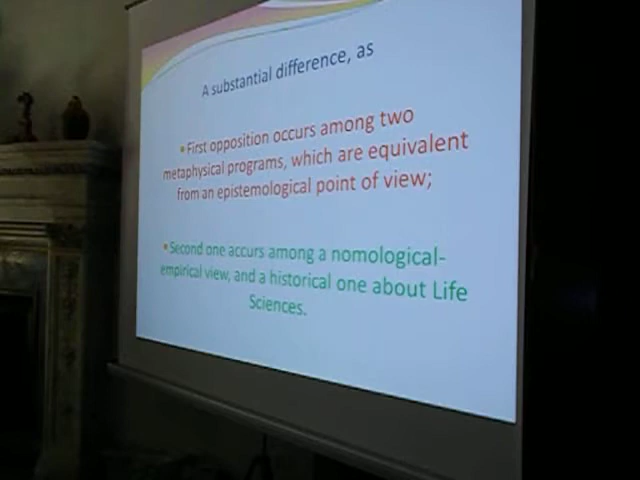 A substantial difference, as
▪First opposition occurs among two
metaphysical programs, which are equivalent
from an epistemological point of view;
▪Second one accurs among a nomological-
empirical view, and a historical one about Life
Sciences.